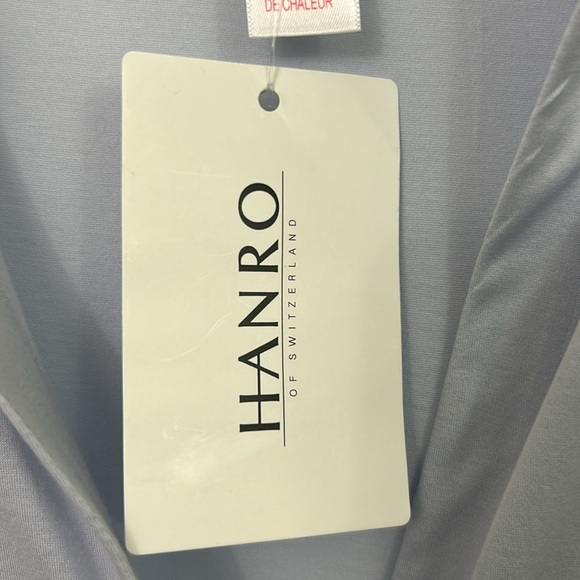 DE CHALEUR
HANRO
OF SWITZERLAND